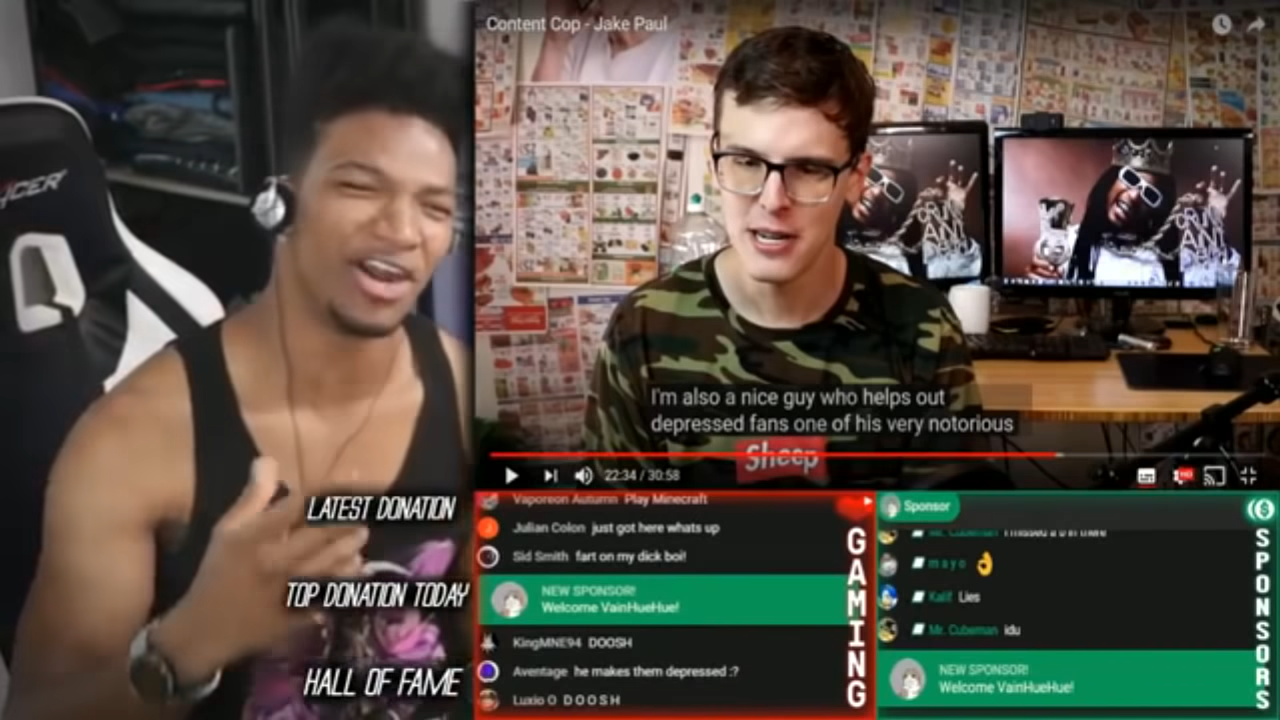 Content Cop - Jake Paul
CRUNK
AIN'T
DEAD
I'm also a nice guy who helps out
depressed fans one of his very notorious
Sheep
22:34 / 30:58
LATEST DONATION
TOP DONATION TODAY
HALL OF FAME
Vaporeon Autumn Play Minecraft
Julian Colon just got here whats up
Sid Smith fart on my dick boi!
NEW SPONSOR!
Welcome VainHueHue!
KingMNE94 DOOSH
Aventage he makes them depressed :?
Luxio O D O O S H
GAMING
Sponsor
Mr. Cubeman I missed a u in there
m a y o 👌
Kalif Lies
Mr. Cubeman idu
NEW SPONSOR!
Welcome VainHueHue!
SPONSORS